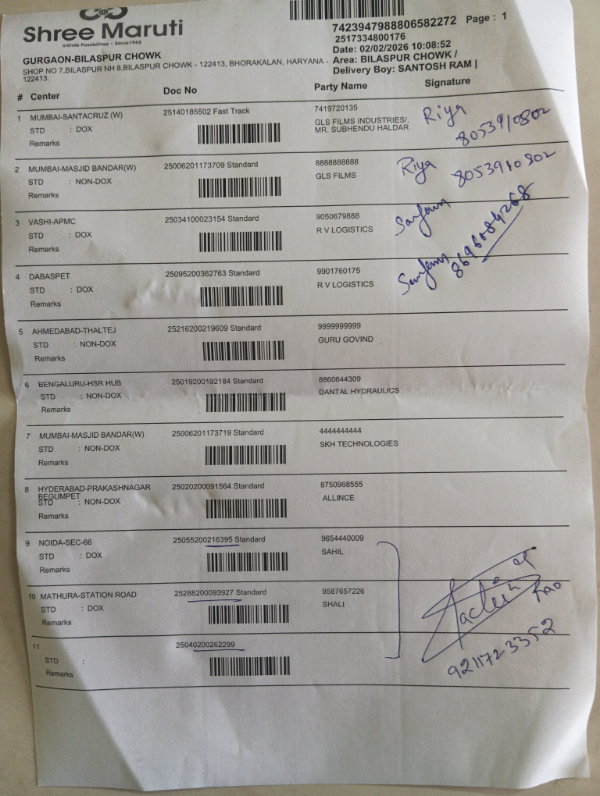 Shree Maruti
Infinite Possibilities - Since 1985
7423947988806582272 Page : 1
2517334800176
Date: 02/02/2026 10:08:52
Area: BILASPUR CHOWK /
Delivery Boy: SANTOSH RAM |
GURGAON-BILASPUR CHOWK
SHOP NO 7,BILASPUR NH 8,BILASPUR CHOWK - 122413, BHORAKALAN, HARYANA -
122413.
# Center Doc No Party Name Signature
1 MUMBAI-SANTACRUZ (W) 25140185502 Fast Track 7419720135
STD : DOX GLS FILMS INDUSTRIES/,
MR. SUBHENDU HALDAR
Remarks
Riya
8053910802
2 MUMBAI-MASJID BANDAR(W) 25006201173709 Standard 8888888888
STD : NON-DOX GLS FILMS
Remarks
Riya 8053910802
3 VASHI-APMC 25034100023154 Standard 9050679888
STD : DOX R V LOGISTICS
Remarks
4 DABASPET 25095200362763 Standard 9901760175
STD : DOX R V LOGISTICS
Remarks
5 AHMEDABAD-THALTEJ 25216200219609 Standard 9999999999
STD : NON-DOX GURU GOVIND
Remarks
6 BENGALURU-HSR HUB 25019200192184 Standard 8860644309
STD : NON-DOX DANTAL HYDRAULICS
Remarks
7 MUMBAI-MASJID BANDAR(W) 25006201173719 Standard 4444444444
STD : NON-DOX SKH TECHNOLOGIES
Remarks
8 HYDERABAD-PRAKASHNAGAR 25020200091564 Standard 8750968555
BEGUMPET
STD : NON-DOX ALLINCE
Remarks
9 NOIDA-SEC-66 25055200216395 Standard 9654440009
STD : DOX SAHIL
Remarks
10 MATHURA-STATION ROAD 25288200093927 Standard 9587657226
STD : DOX SHALI
Remarks
11 25040200262299
STD :
Remarks
9211723352